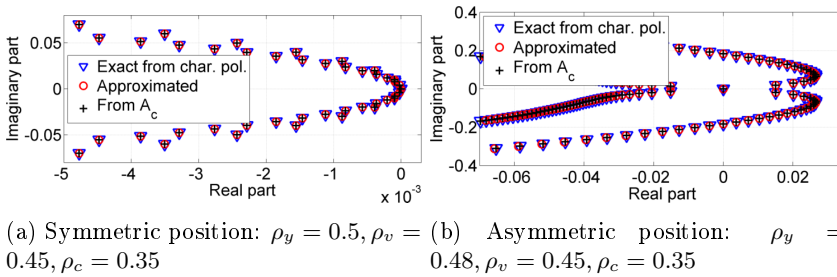 0.05
0
-0.05
Imaginary part
Exact from char. pol.
Approximated
From A_c
-5 -4 -3 -2 -1 0
Real part
x 10^-3
0.4
0.2
0
-0.2
-0.4
Imaginary part
Exact from char. pol.
Approximated
From A_c
-0.06 -0.04 -0.02 0 0.02
Real part
(a) Symmetric position: ρ_y = 0.5, ρ_v =
0.45, ρ_c = 0.35
(b) Asymmetric position: ρ_y =
0.48, ρ_v = 0.45, ρ_c = 0.35